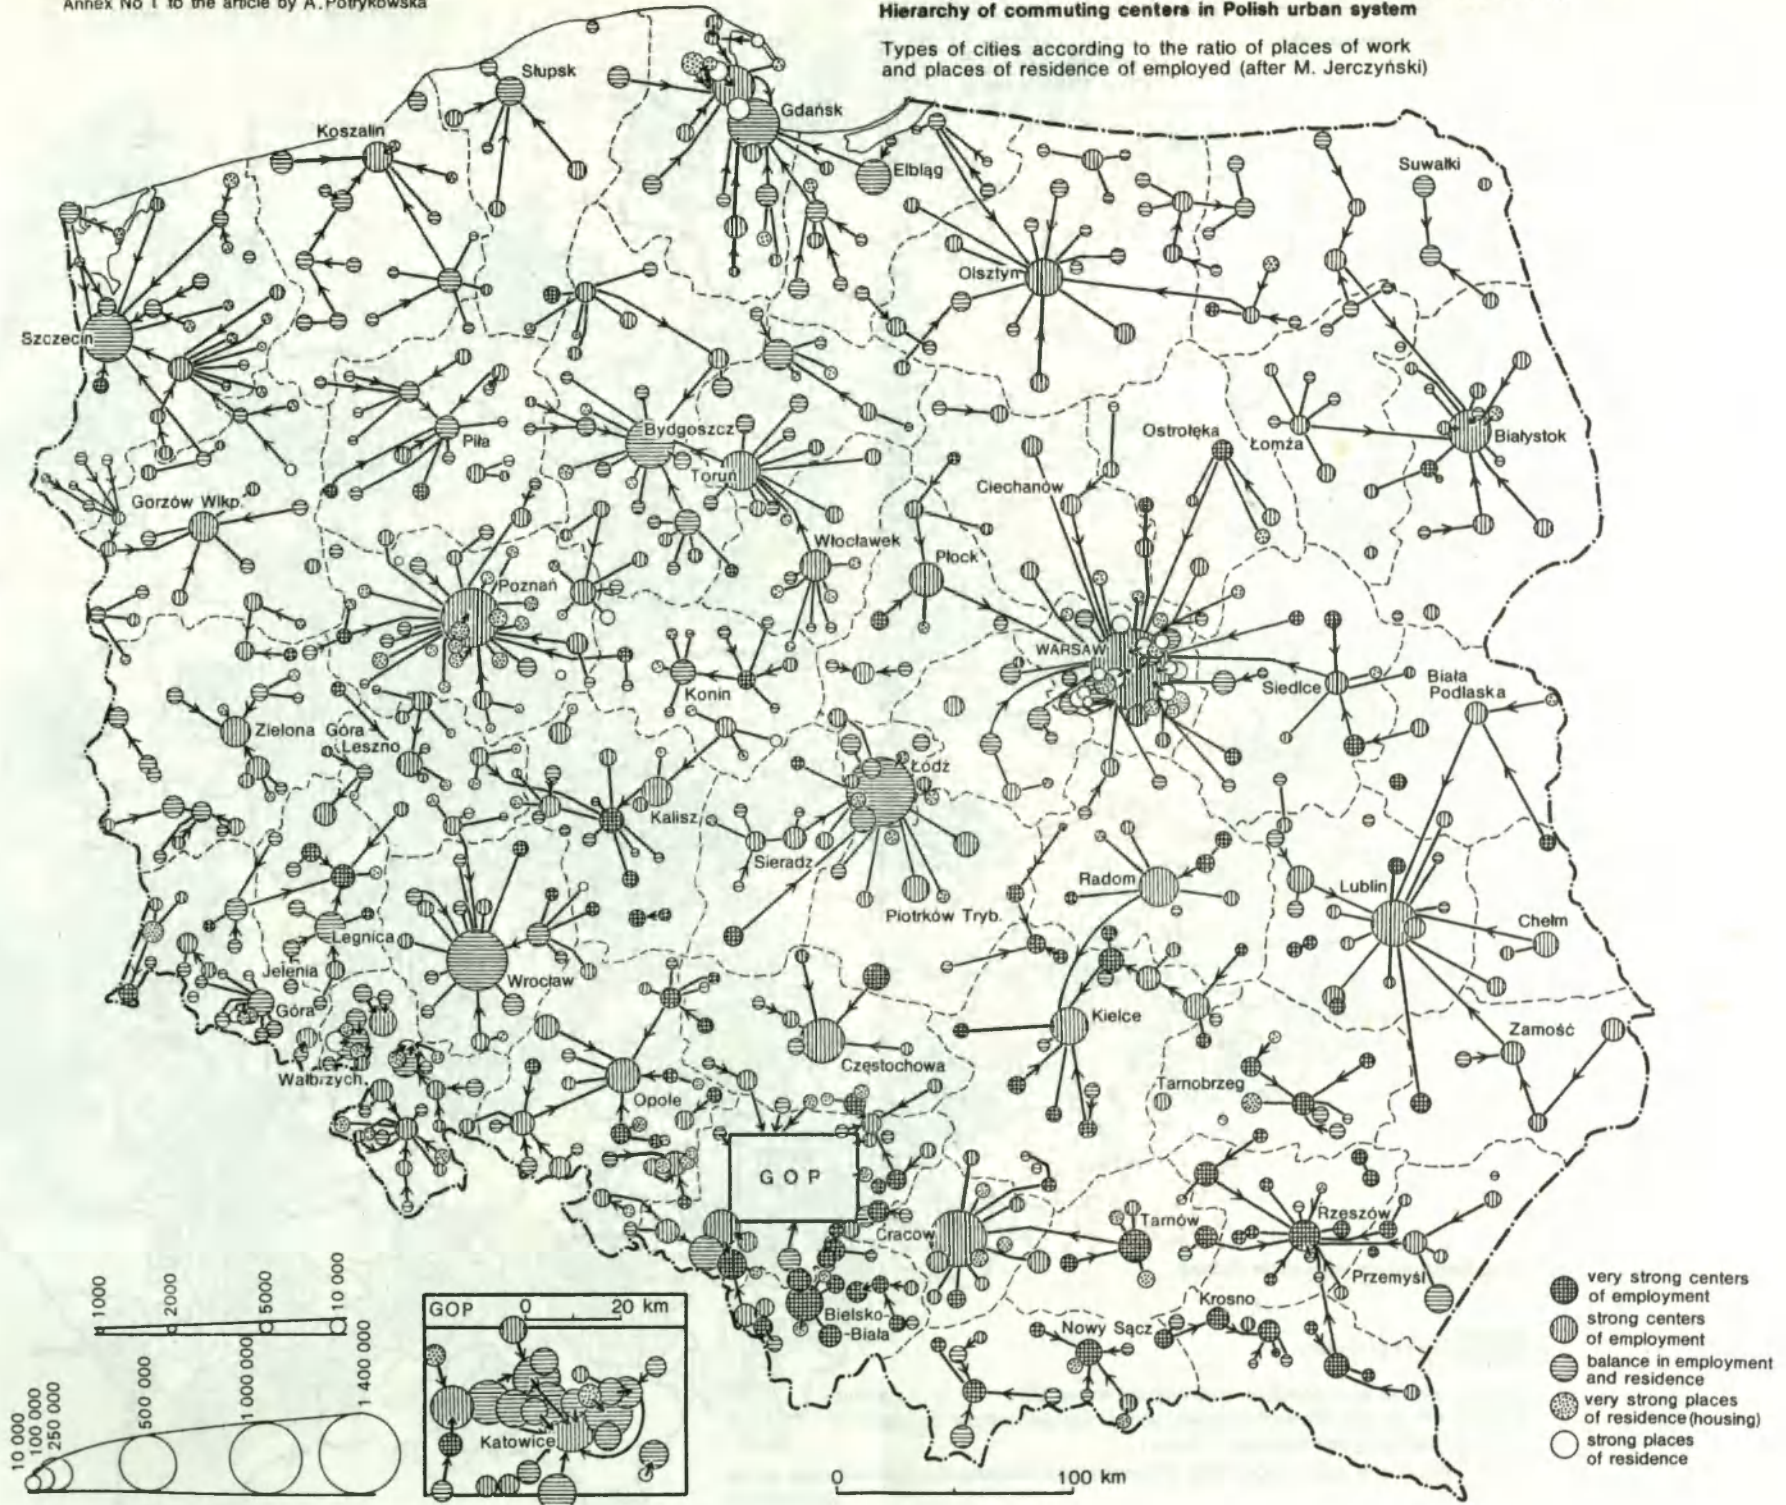 Annex No 1 to the article by A. Potrykowska
Hierarchy of commuting centers in Polish urban system
Types of cities according to the ratio of places of work
and places of residence of employed (after M. Jerczyński)
Słupsk
Gdańsk
Koszalin
Elbląg
Suwałki
Olsztyn
Szczecin
Bydgoszcz
Ostrołęka
Łomża
Białystok
Piła
Toruń
Ciechanów
Gorzów Wlkp.
Włocławek
Płock
Poznań
WARSAW
Konin
Siedlce
Biała
Podlaska
Zielona Góra
Leszno
Łódź
Kalisz
Sieradz
Radom
Lublin
Piotrków Tryb.
Chełm
Legnica
Jelenia
Góra
Wrocław
Kielce
Zamość
Częstochowa
Wałbrzych
Opole
Tarnobrzeg
GOP
Cracow
Tarnów
Rzeszów
Przemyśl
Krosno
Nowy Sącz
Bielsko-
-Biała
1000
2000
5000
10 000
10 000
100 000
250 000
500 000
1 000 000
1 400 000
GOP
0
20 km
Katowice
0
100 km
very strong centers
of employment
strong centers
of employment
balance in employment
and residence
very strong places
of residence (housing)
strong places
of residence